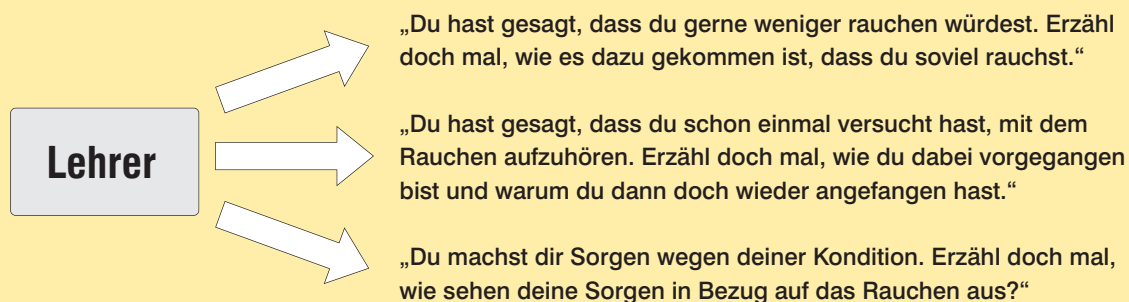 „Du hast gesagt, dass du gerne weniger rauchen würdest. Erzähl
doch mal, wie es dazu gekommen ist, dass du soviel rauchst.“
Lehrer
„Du hast gesagt, dass du schon einmal versucht hast, mit dem
Rauchen aufzuhören. Erzähl doch mal, wie du dabei vorgegangen
bist und warum du dann doch wieder angefangen hast.“
„Du machst dir Sorgen wegen deiner Kondition. Erzähl doch mal,
wie sehen deine Sorgen in Bezug auf das Rauchen aus?“